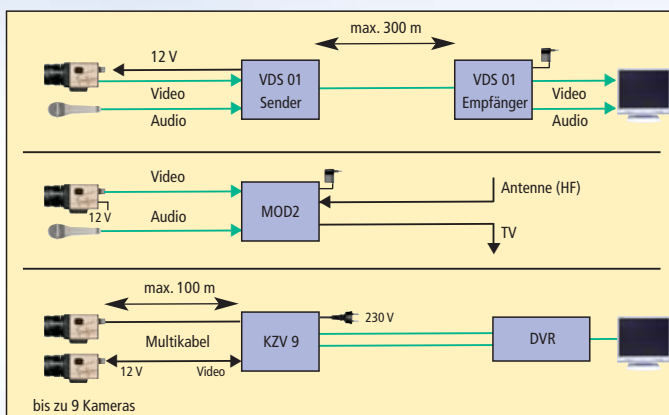 max. 300 m
12 V
VDS 01
Sender
VDS 01
Empfänger
Video
Audio
Video
Audio
Video
12 V
Audio
MOD2
Antenne (HF)
TV
max. 100 m
Multikabel
12 V
Video
KZV 9
230 V
DVR
bis zu 9 Kameras